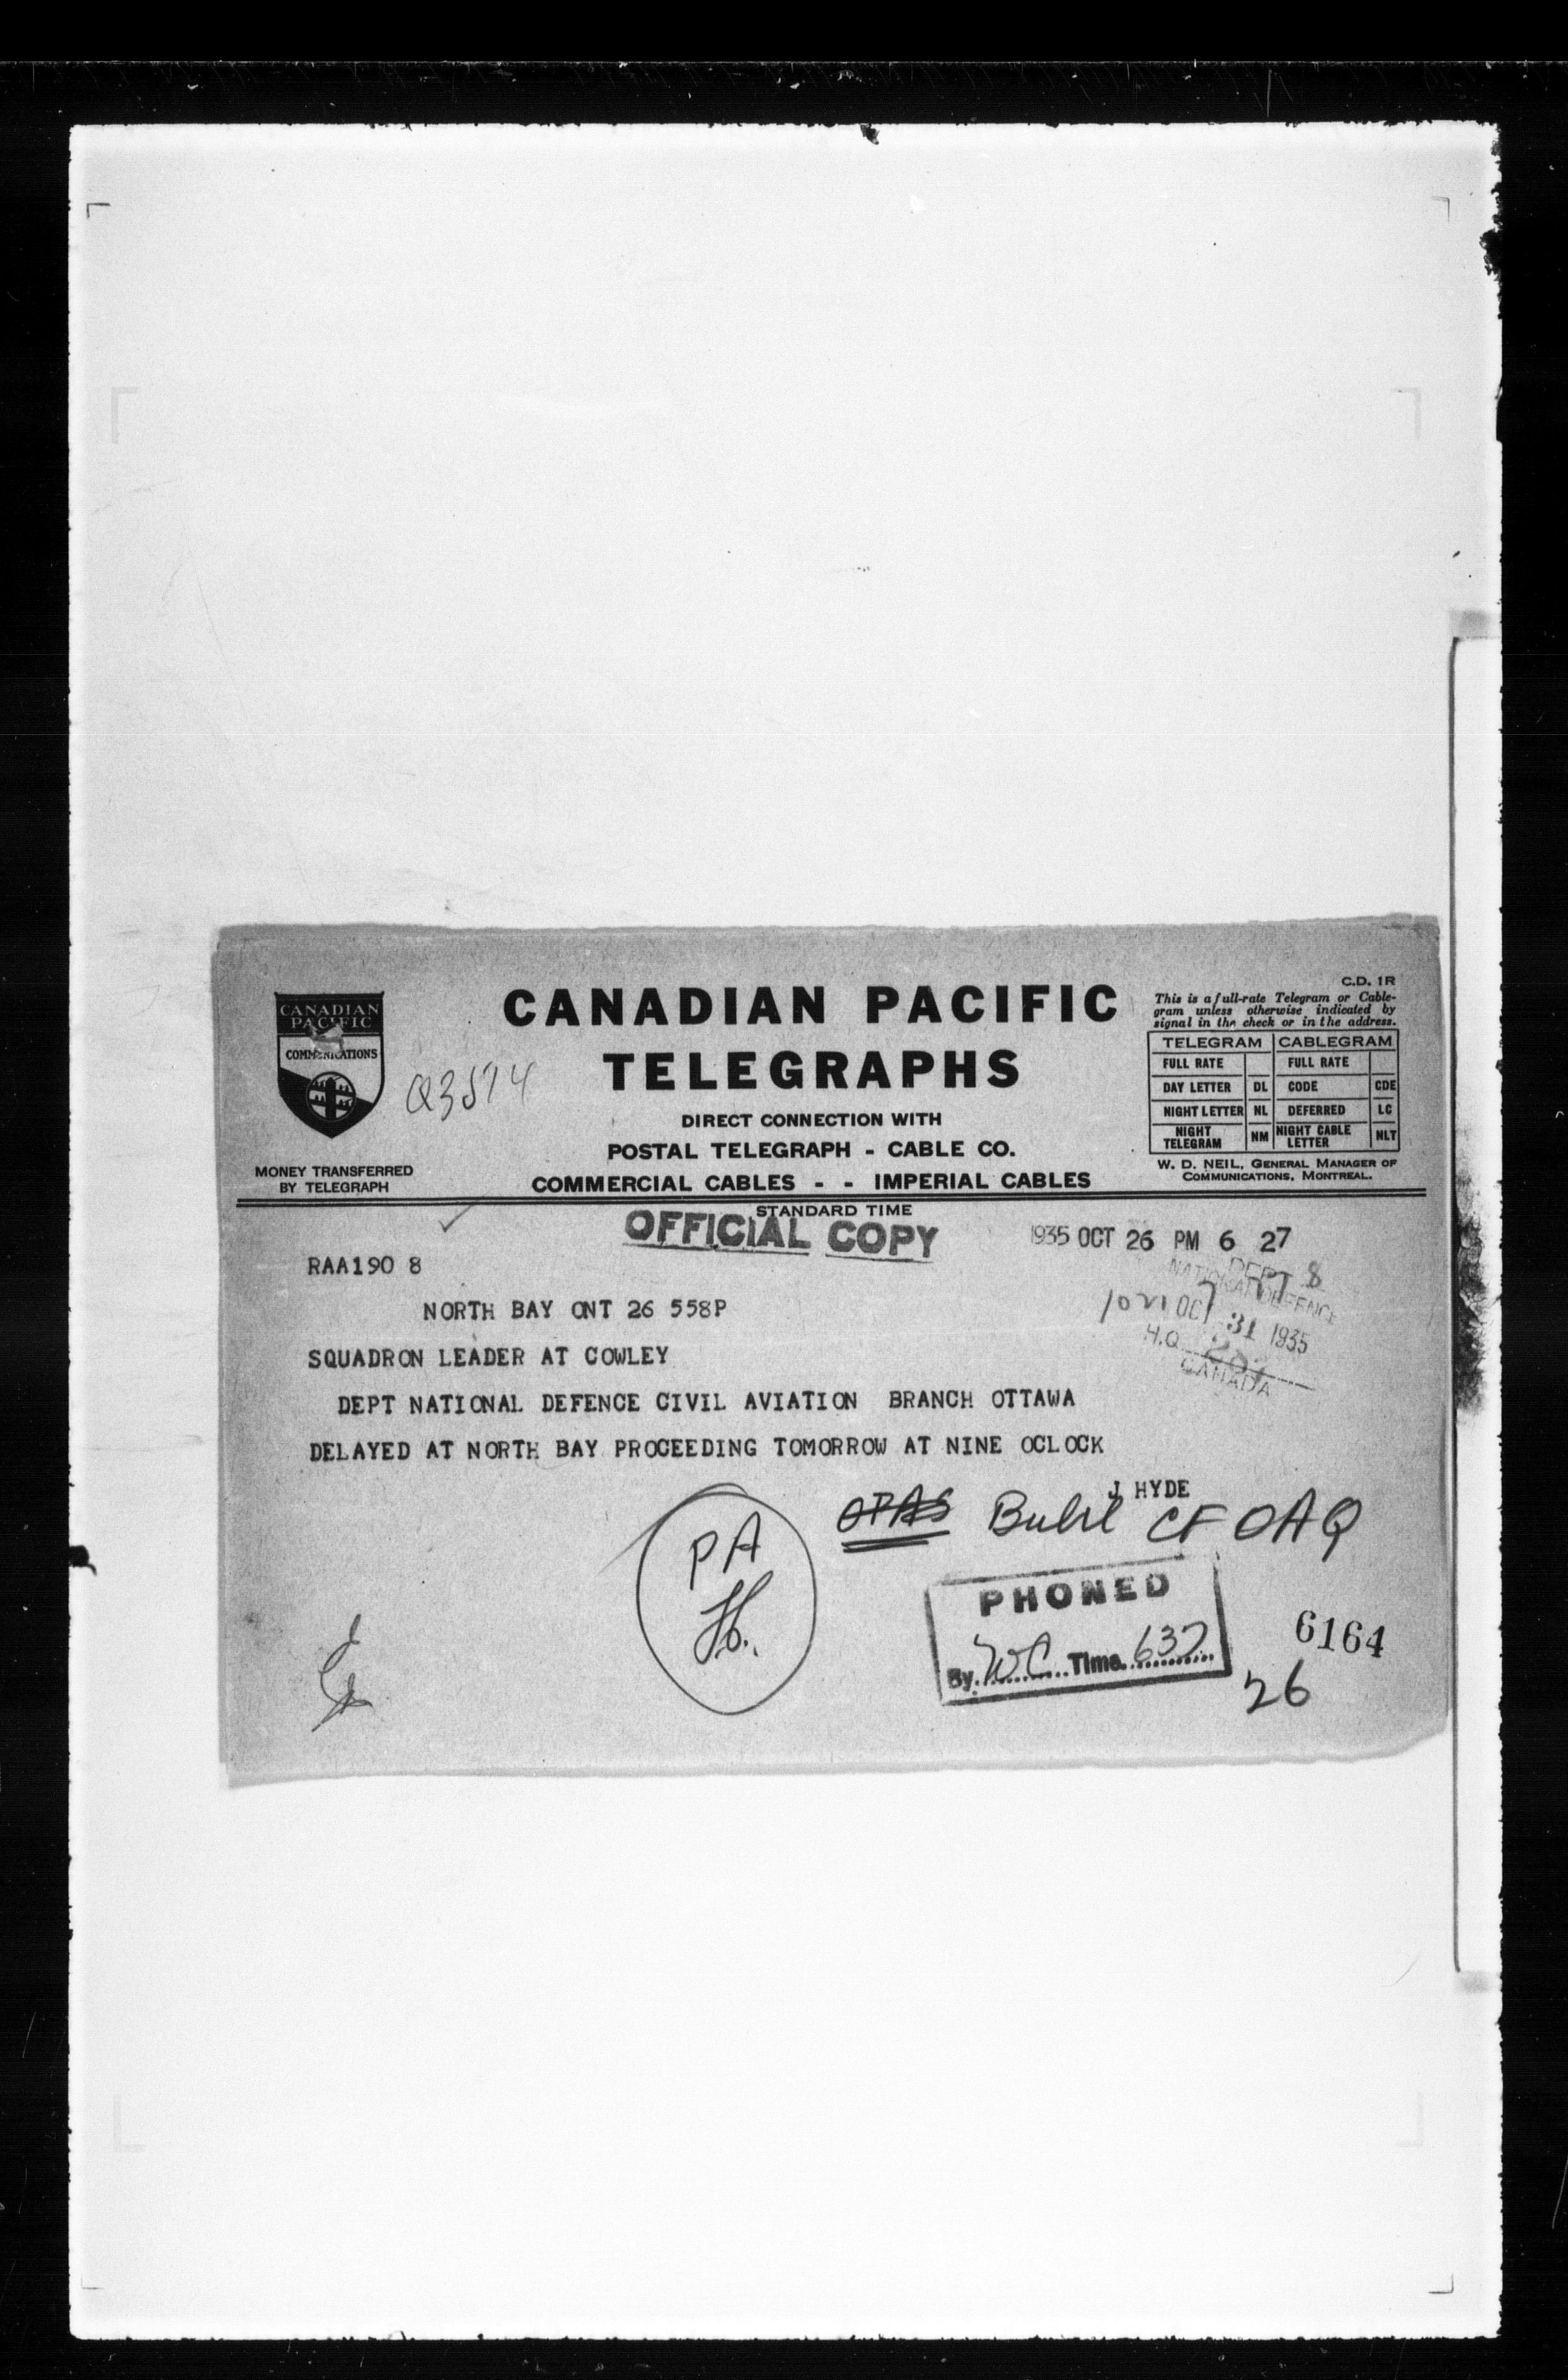 CANADIAN
PACIFIC
COMMUNICATIONS
MONEY TRANSFERRED
BY TELEGRAPH
Q3574
CANADIAN PACIFIC
TELEGRAPHS
DIRECT CONNECTION WITH
POSTAL TELEGRAPH - CABLE CO.
COMMERCIAL CABLES - - IMPERIAL CABLES
C.D. 1R
This is a full-rate Telegram or Cable-
gram unless otherwise indicated by
signal in the check or in the address.
TELEGRAM CABLEGRAM
FULL RATE FULL RATE
DAY LETTER DL CODE CDE
NIGHT LETTER NL DEFERRED LC
NIGHT TELEGRAM NM NIGHT CABLE LETTER NLT
W. D. NEIL, GENERAL MANAGER OF
COMMUNICATIONS, MONTREAL.
STANDARD TIME
OFFICIAL COPY
1935 OCT 26 PM 6 27
RAA190 8
DEPT 8
NATIONAL DEFENCE
OCT 31 1935
H.Q.
CANADA
NORTH BAY ONT 26 558P
SQUADRON LEADER AT COWLEY
DEPT NATIONAL DEFENCE CIVIL AVIATION BRANCH OTTAWA
DELAYED AT NORTH BAY PROCEEDING TOMORROW AT NINE OCLOCK
J HYDE
CF OAQ
PA
PHONED
By WC Time 637
6164
26